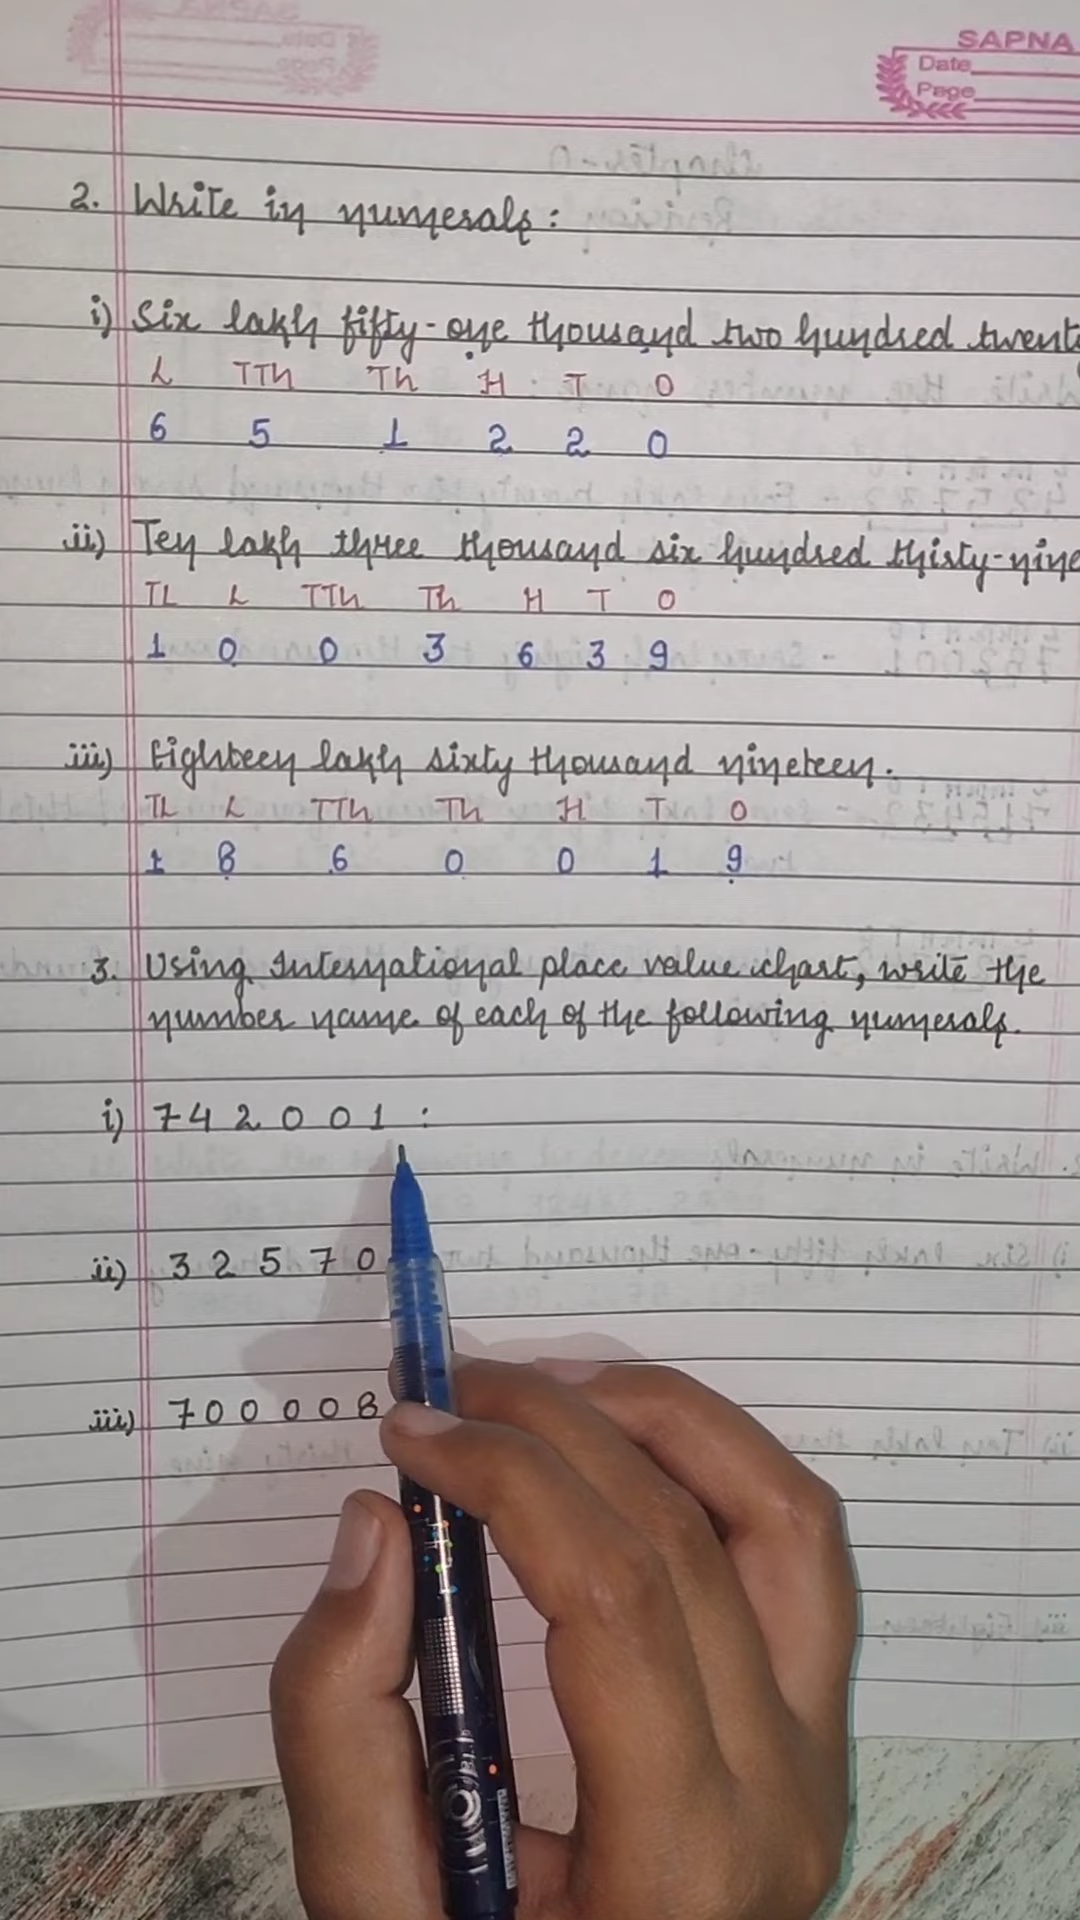 SAPNA
Date
Page
2. Write in numerals:
i) Six lakh fifty-one thousand two hundred twent
L TTh Th H T O
6 5 1 2 2 0
ii) Ten lakh three thousand six hundred thirty-nine
TL L TTh Th H T O
1 0 0 3 6 3 9
iii) Eighteen lakh sixty thousand nineteen.
TL L TTh Th H T O
1 8 6 0 0 1 9
3. Using International place value chart, write the
number name of each of the following numerals.
i) 742001 :
ii) 32570
iii) 700008